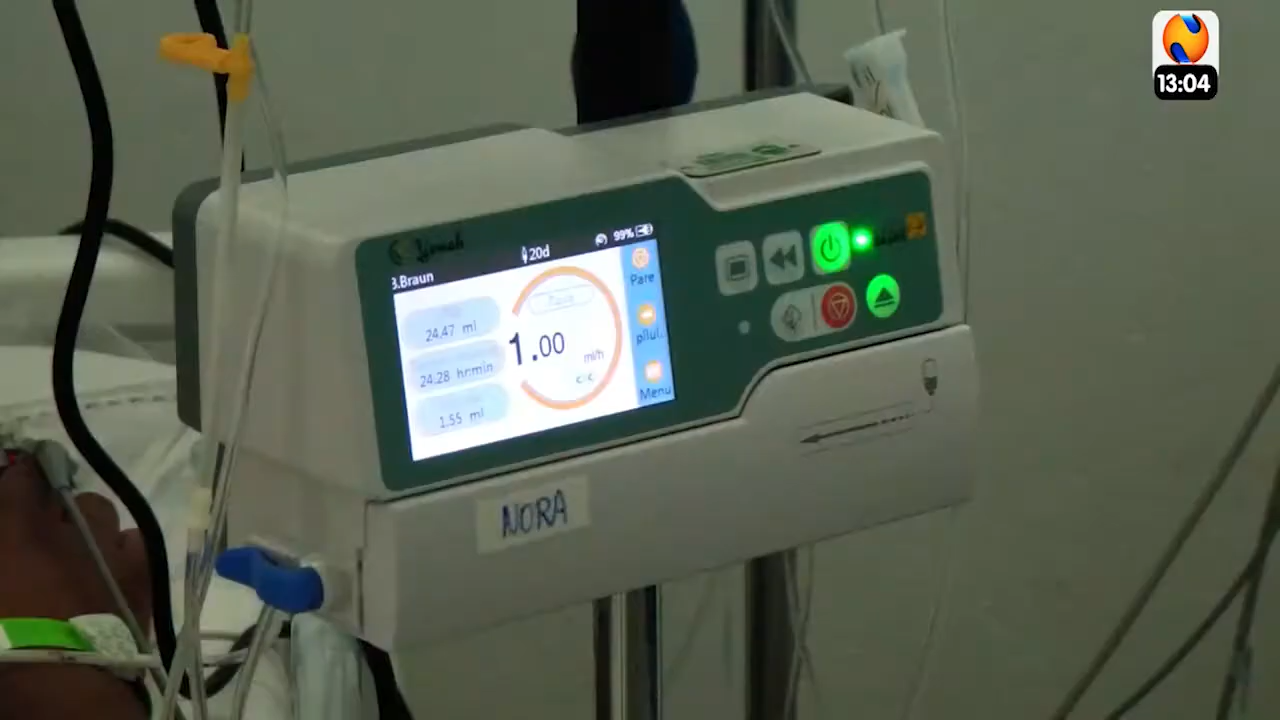 13:04
99%
20d
B.Braun
Pare
24.47 ml
1.00
ml/h
pílul..
24.28 hr:min
1.55 ml
Menu
NORA